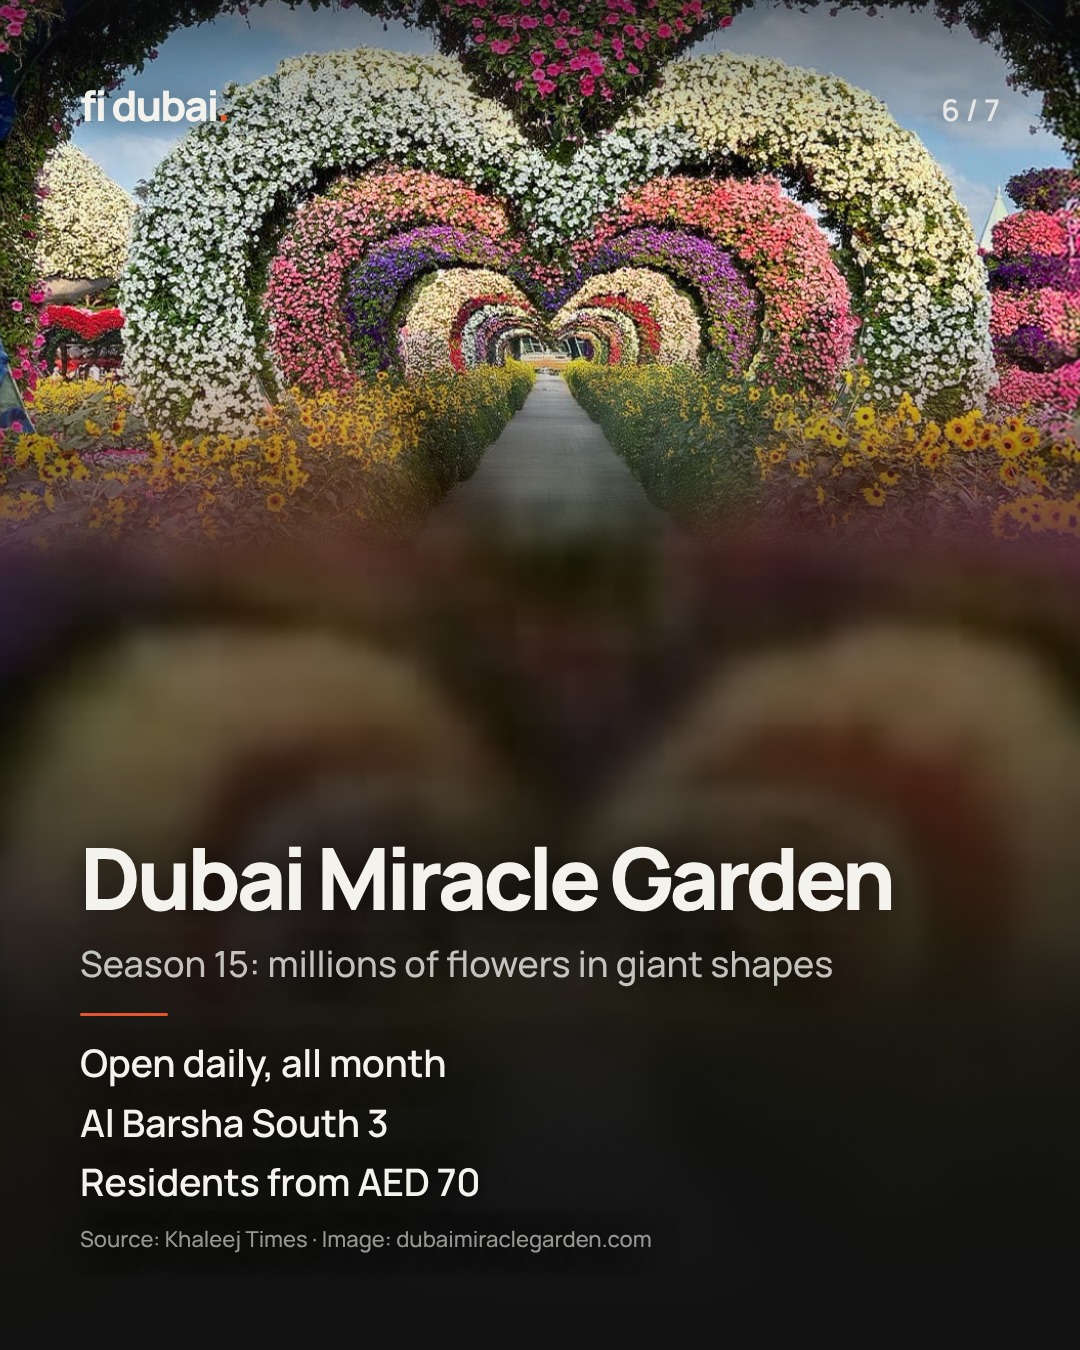 fi dubai.
6 / 7
Dubai Miracle Garden
Season 15: millions of flowers in giant shapes
Open daily, all month
Al Barsha South 3
Residents from AED 70
Source: Khaleej Times · Image: dubaimiraclegarden.com